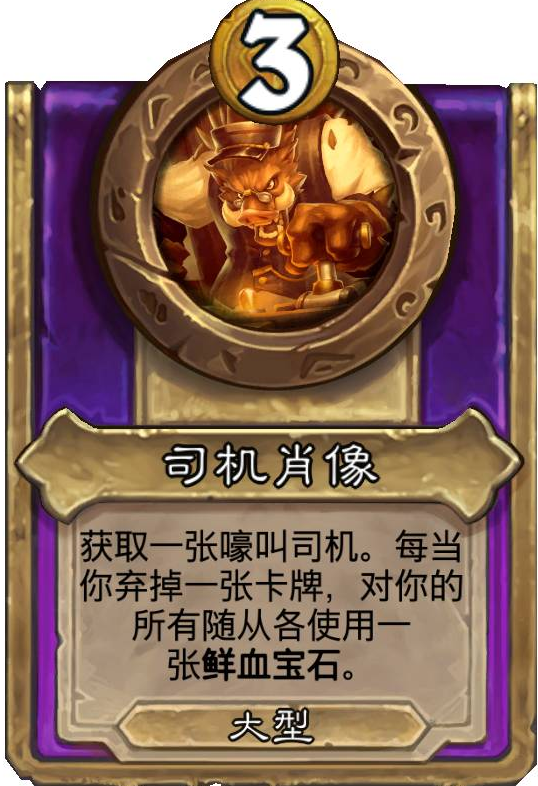 3
司机肖像
获取一张嚎叫司机。每当
你弃掉一张卡牌，对你的
所有随从各使用一
张鲜血宝石。
大型